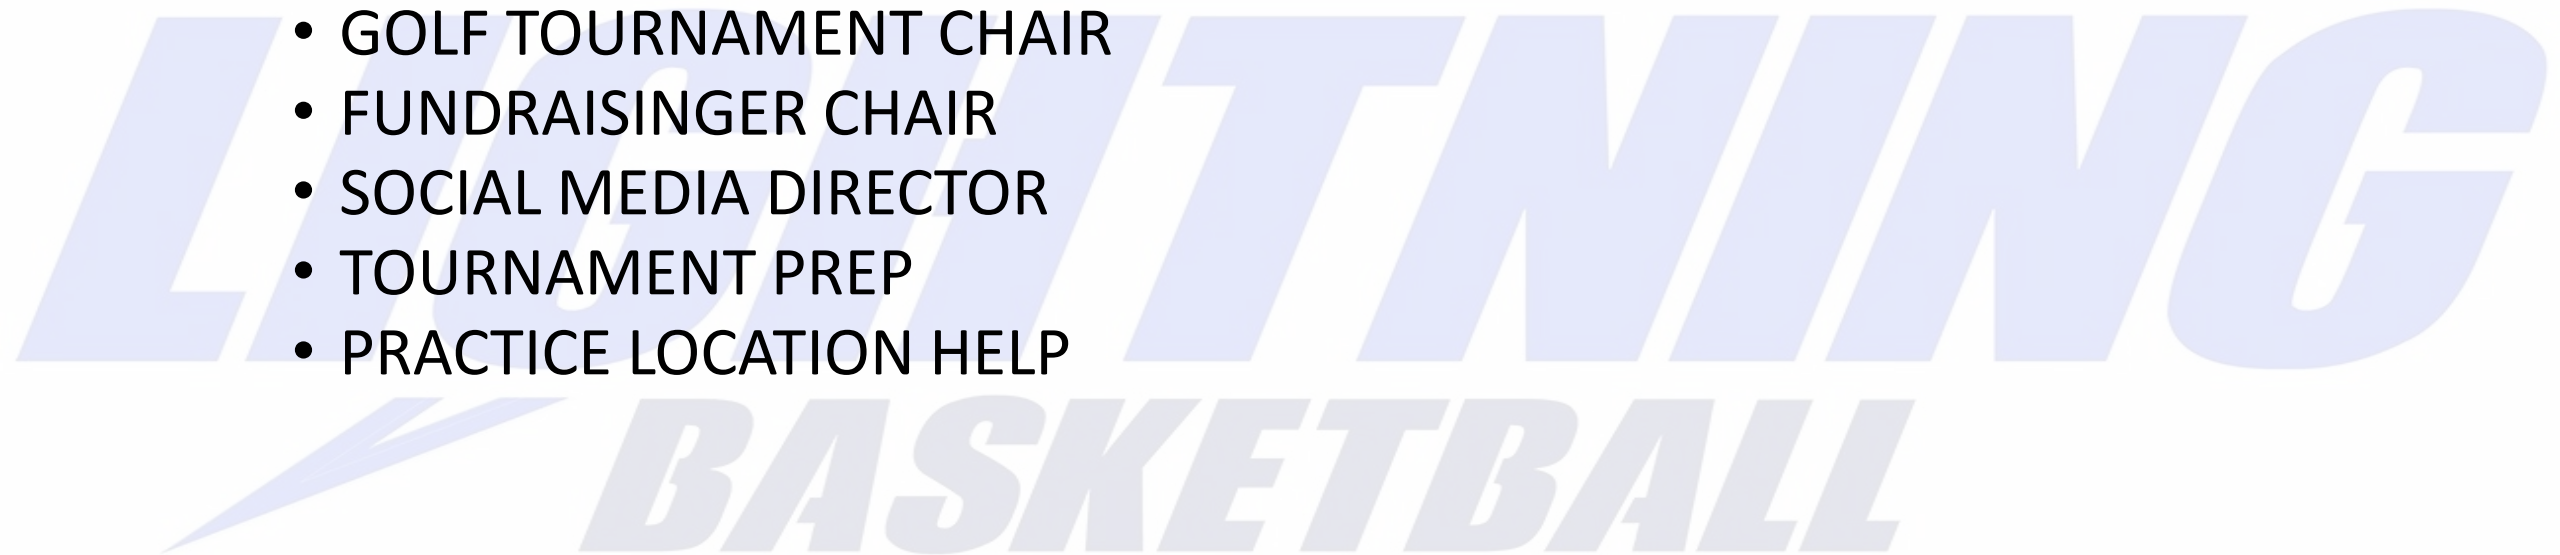 • GOLF TOURNAMENT CHAIR
• FUNDRAISINGER CHAIR
• SOCIAL MEDIA DIRECTOR
• TOURNAMENT PREP
• PRACTICE LOCATION HELP
LIGHTNING
BASKETBALL